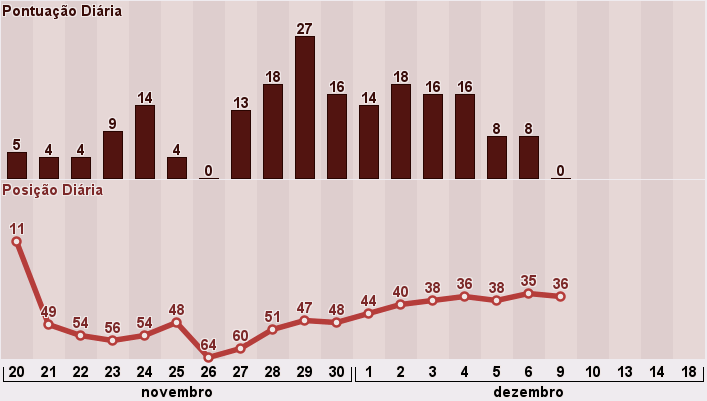 Pontuação Diária
5 4 4 9 14 4 0 13 18 27 16 14 18 16 16 8 8 0
Posição Diária
11 49 54 56 54 48 64 60 51 47 48 44 40 38 36 38 35 36
20 21 22 23 24 25 26 27 28 29 30 1 2 3 4 5 6 9 10 13 14 18
novembro dezembro